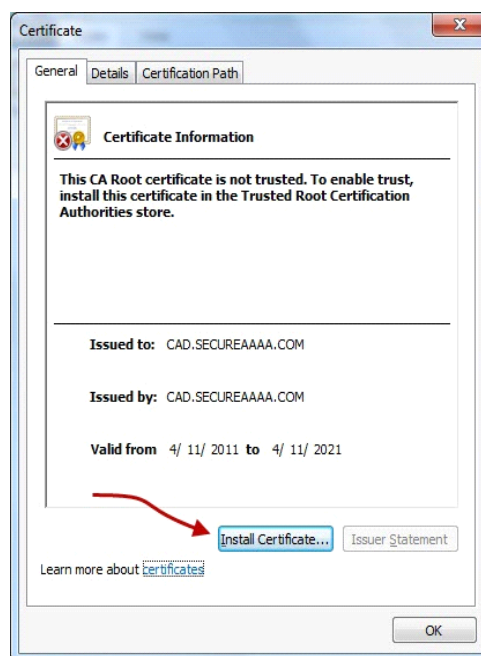 Certificate
General Details Certification Path
Certificate Information
This CA Root certificate is not trusted. To enable trust,
install this certificate in the Trusted Root Certification
Authorities store.
Issued to: CAD.SECUREAAAA.COM
Issued by: CAD.SECUREAAAA.COM
Valid from 4/ 11/ 2011 to 4/ 11/ 2021
Install Certificate... Issuer Statement
Learn more about certificates
OK